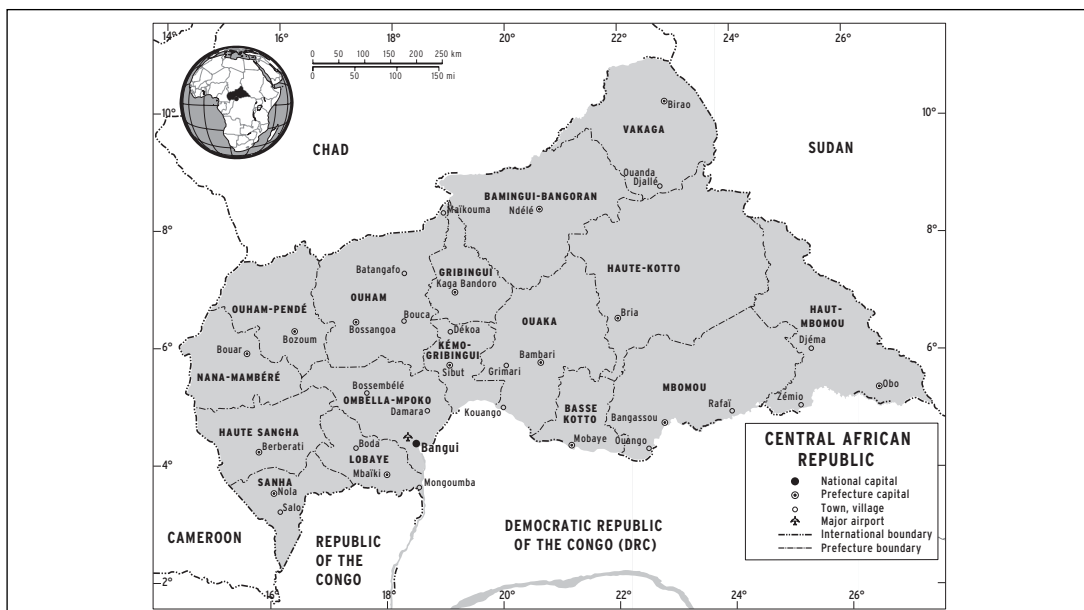 14° 16° 18° 20° 22° 24° 26°
0 50 100 150 200 250 km
0 50 100 150 mi
10° 10°
Birao
VAKAGA
CHAD
SUDAN
Ouanda
Djallé
BAMINGUI-BANGORAN
Maïkouma
Ndélé
8° 8°
Batangafo
GRIBINGUI
Kaga Bandoro
HAUTE-KOTTO
OUHAM
OUHAM-PENDÉ
Bouca
Bossangoa
Bozoum
Dékoa
OUAKA
Bria
HAUT-
MBOMOU
Djéma
KÉMO-
GRIBINGUI
6° 6°
Bouar
Sibut
Grimari
Bambari
NANA-MAMBÉRÉ
Bossembélé
OMBELLA-MPOKO
Damara
Kouango
MBOMOU
Obo
Zémio
Rafaï
BASSE
KOTTO
Bangassou
HAUTE SANGHA
Berberati
Boda
Bangui
Mobaye
Ouango
LOBAYE
Mbaïki
4° 4°
SANHA
Nola
Salo
Mongoumba
CAMEROON
REPUBLIC
OF THE
CONGO
DEMOCRATIC REPUBLIC
OF THE CONGO (DRC)
CENTRAL AFRICAN
REPUBLIC
National capital
Prefecture capital
Town, village
Major airport
International boundary
Prefecture boundary
2° 2°
16° 18° 20° 22° 24° 26°